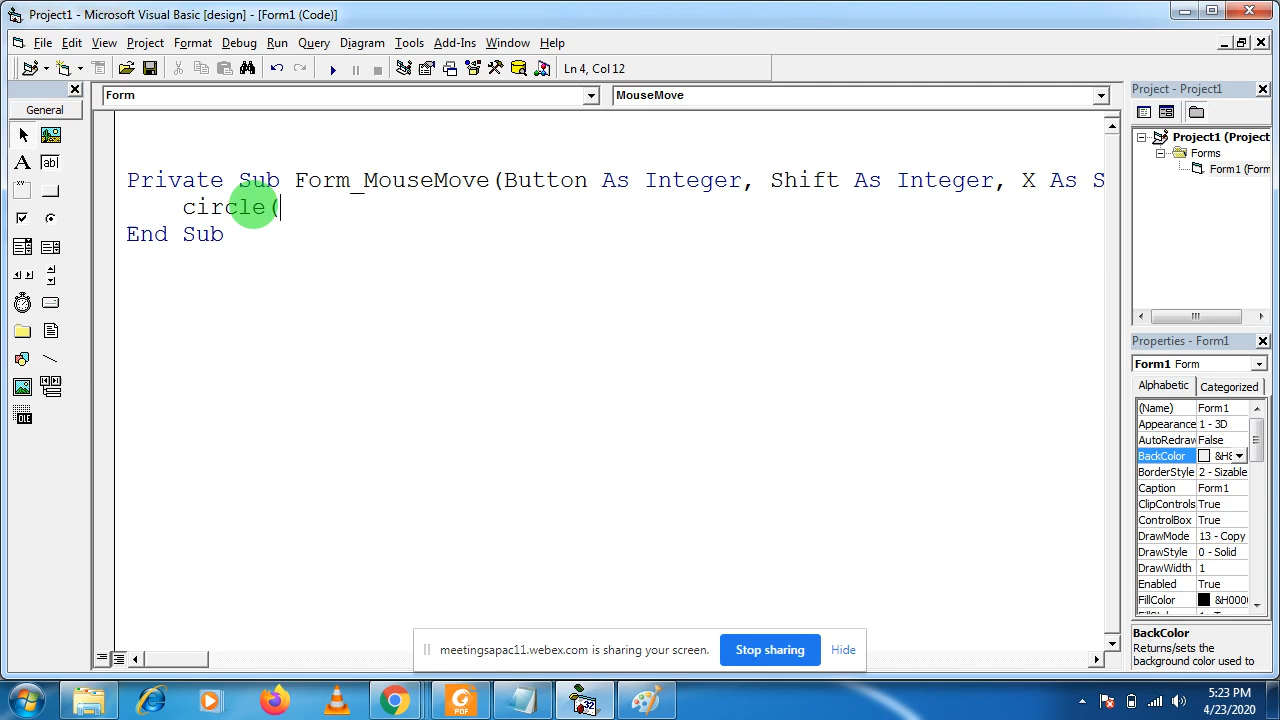 Project1 - Microsoft Visual Basic [design] - [Form1 (Code)]
File Edit View Project Format Debug Run Query Diagram Tools Add-Ins Window Help
Ln 4, Col 12
General
Form
MouseMove
Private Sub Form_MouseMove(Button As Integer, Shift As Integer, X As S
circle(
End Sub
Project - Project1
Project1 (Project
Forms
Form1 (Form
Properties - Form1
Form1 Form
Alphabetic Categorized
(Name) Form1
Appearance 1 - 3D
AutoRedraw False
BackColor &H8
BorderStyle 2 - Sizable
Caption Form1
ClipControls True
ControlBox True
DrawMode 13 - Copy
DrawStyle 0 - Solid
DrawWidth 1
Enabled True
FillColor &H000
BackColor
Returns/sets the
background color used to
meetingsapac11.webex.com is sharing your screen.
Stop sharing
Hide
PDF
5:23 PM
4/23/2020